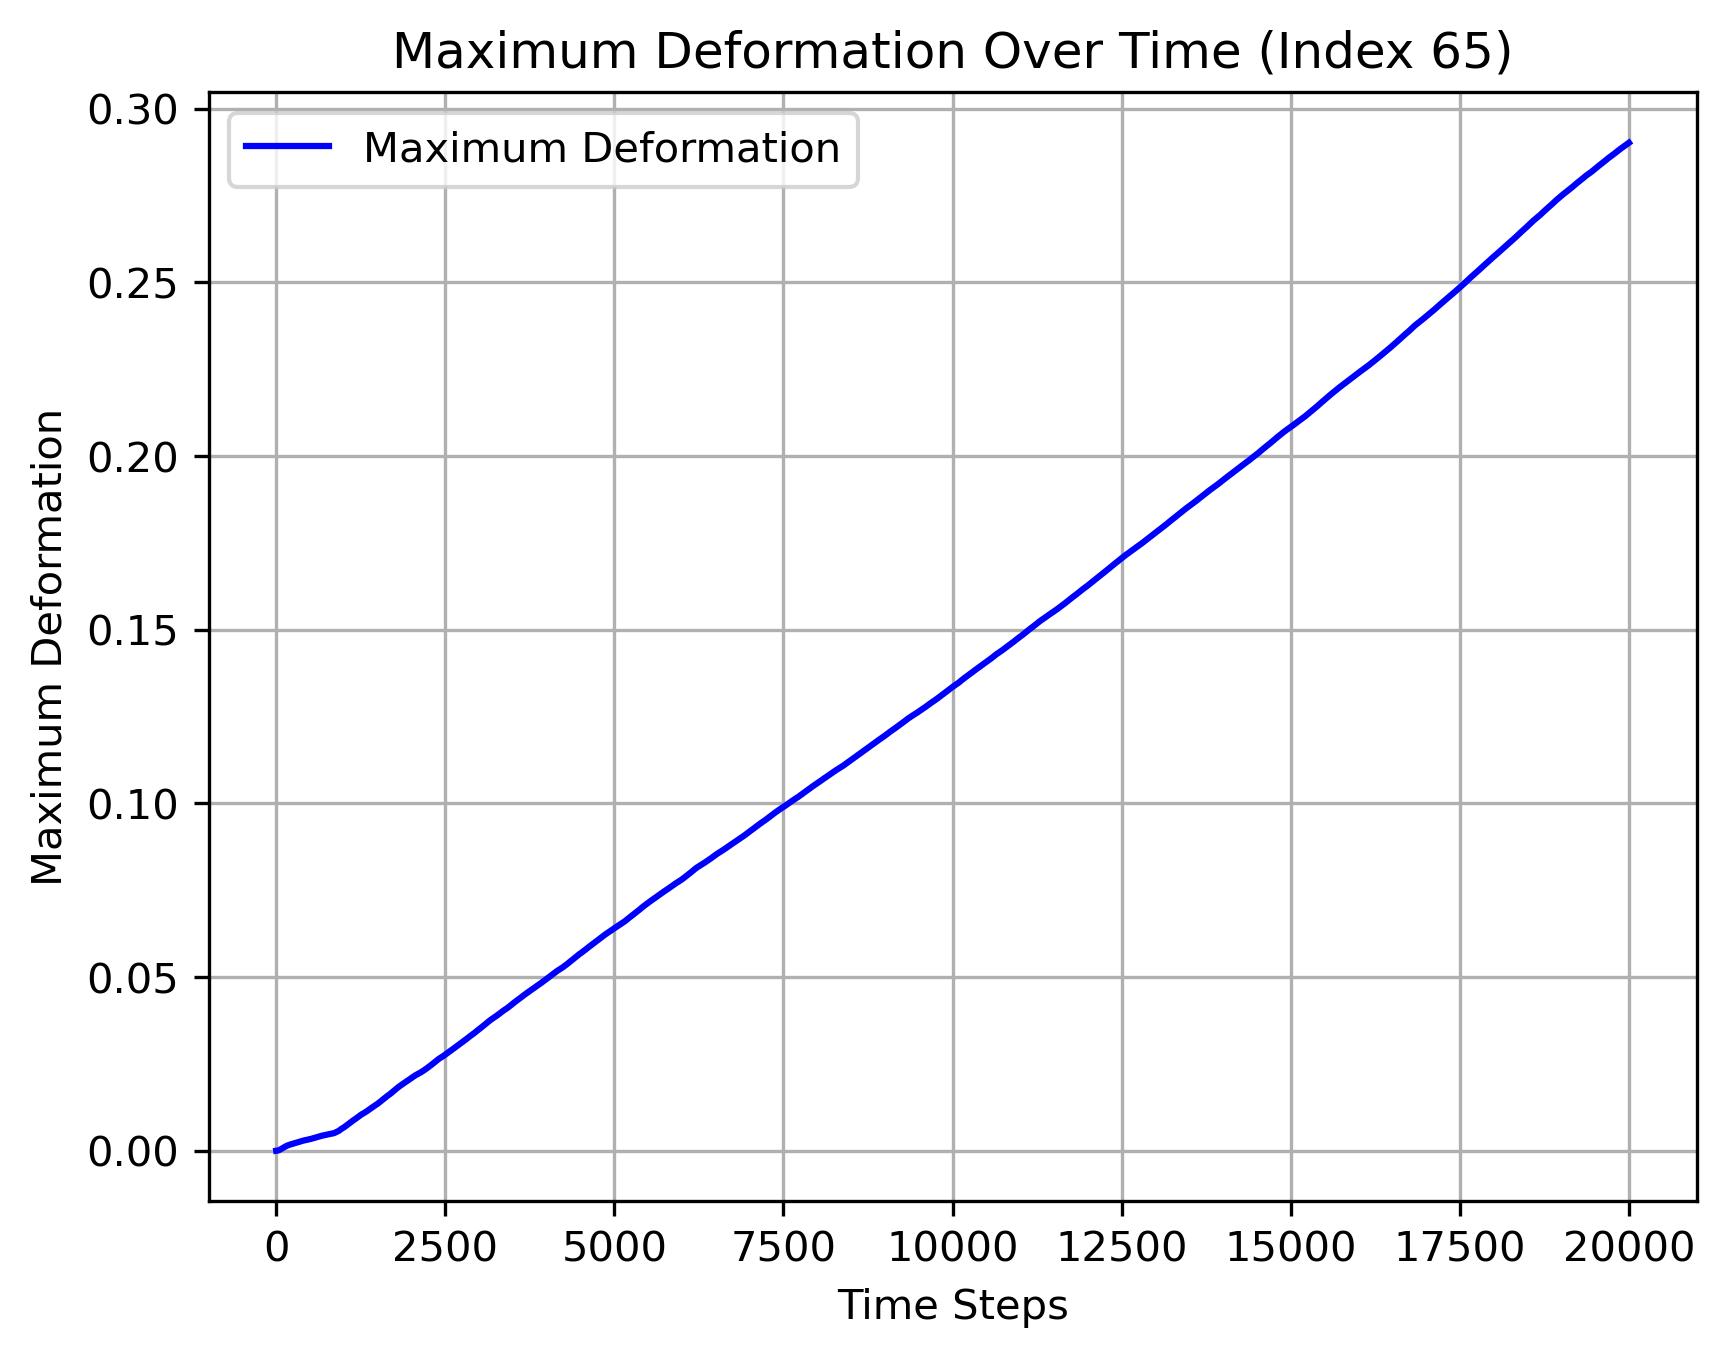 Maximum Deformation Over Time (Index 65)
Maximum Deformation
0.30
0.25
0.20
0.15
0.10
0.05
0.00
Maximum Deformation
0 2500 5000 7500 10000 12500 15000 17500 20000
Time Steps